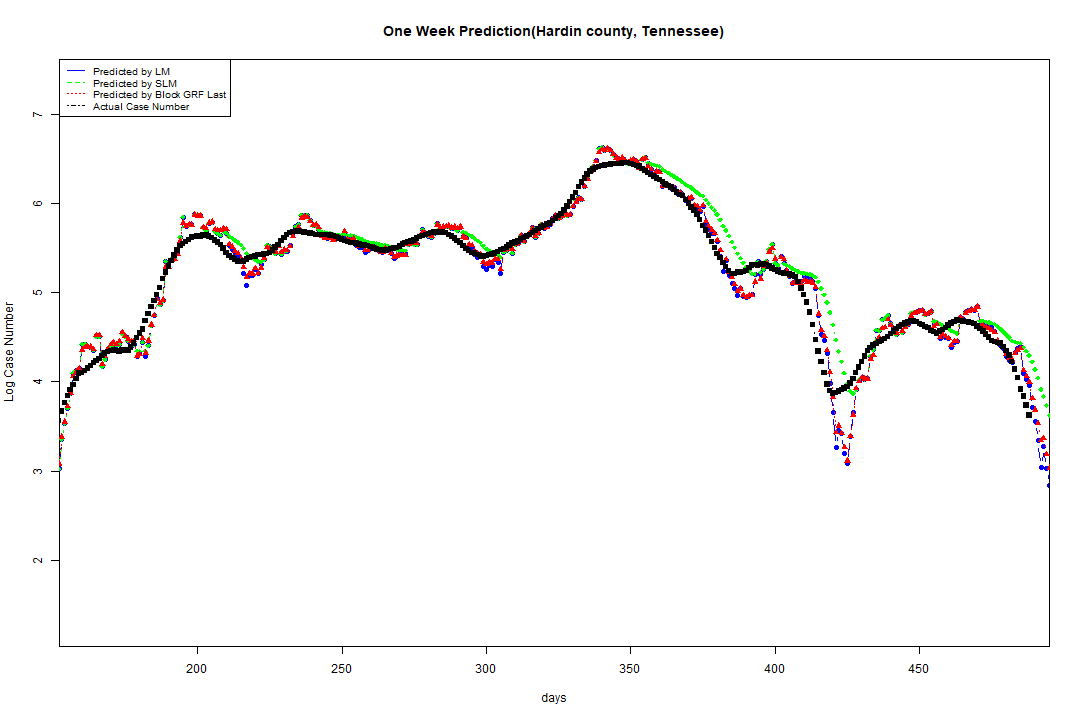 One Week Prediction(Hardin county, Tennessee)
Predicted by LM
Predicted by SLM
Predicted by Block GRF Last
Actual Case Number
7
6
5
4
3
2
Log Case Number
200 250 300 350 400 450
days